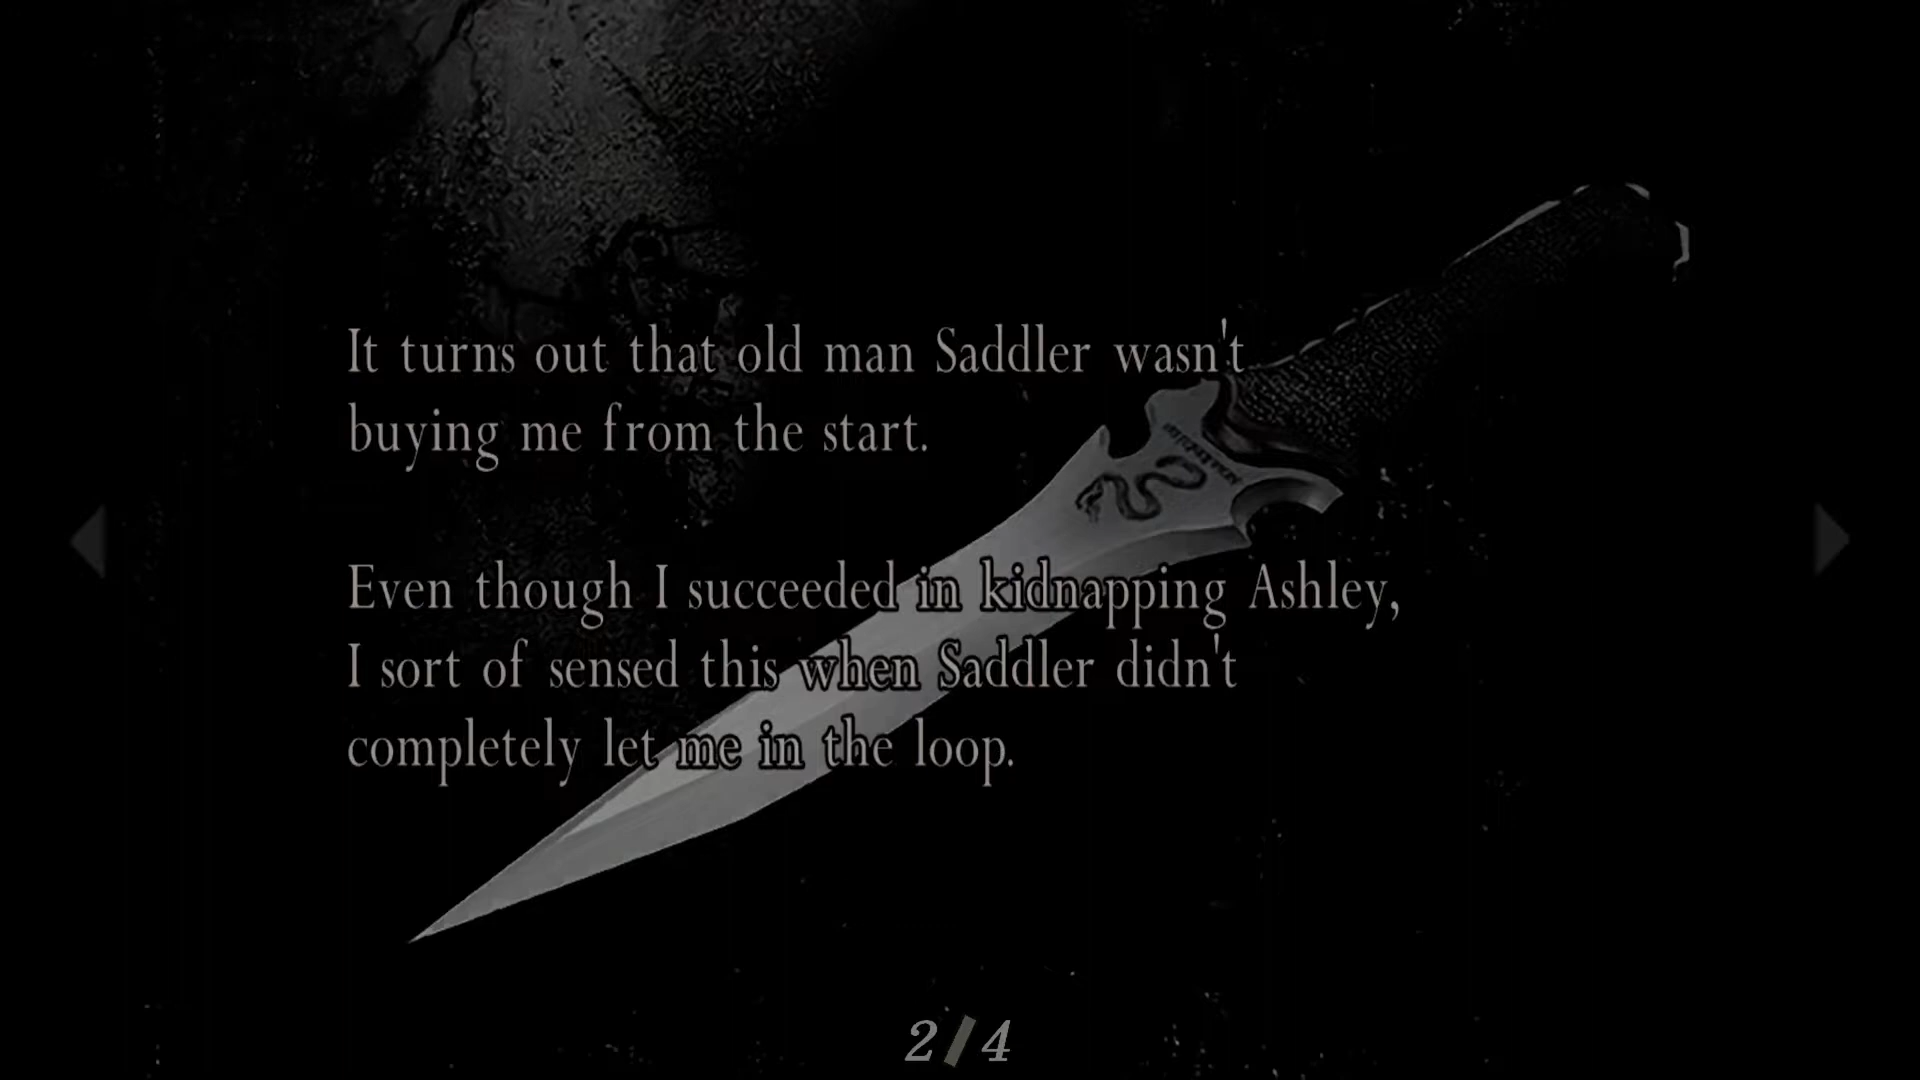 It turns out that old man Saddler wasn't
buying me from the start.
Even though I succeeded in kidnapping Ashley,
I sort of sensed this when Saddler didn't
completely let me in the loop.
2/4